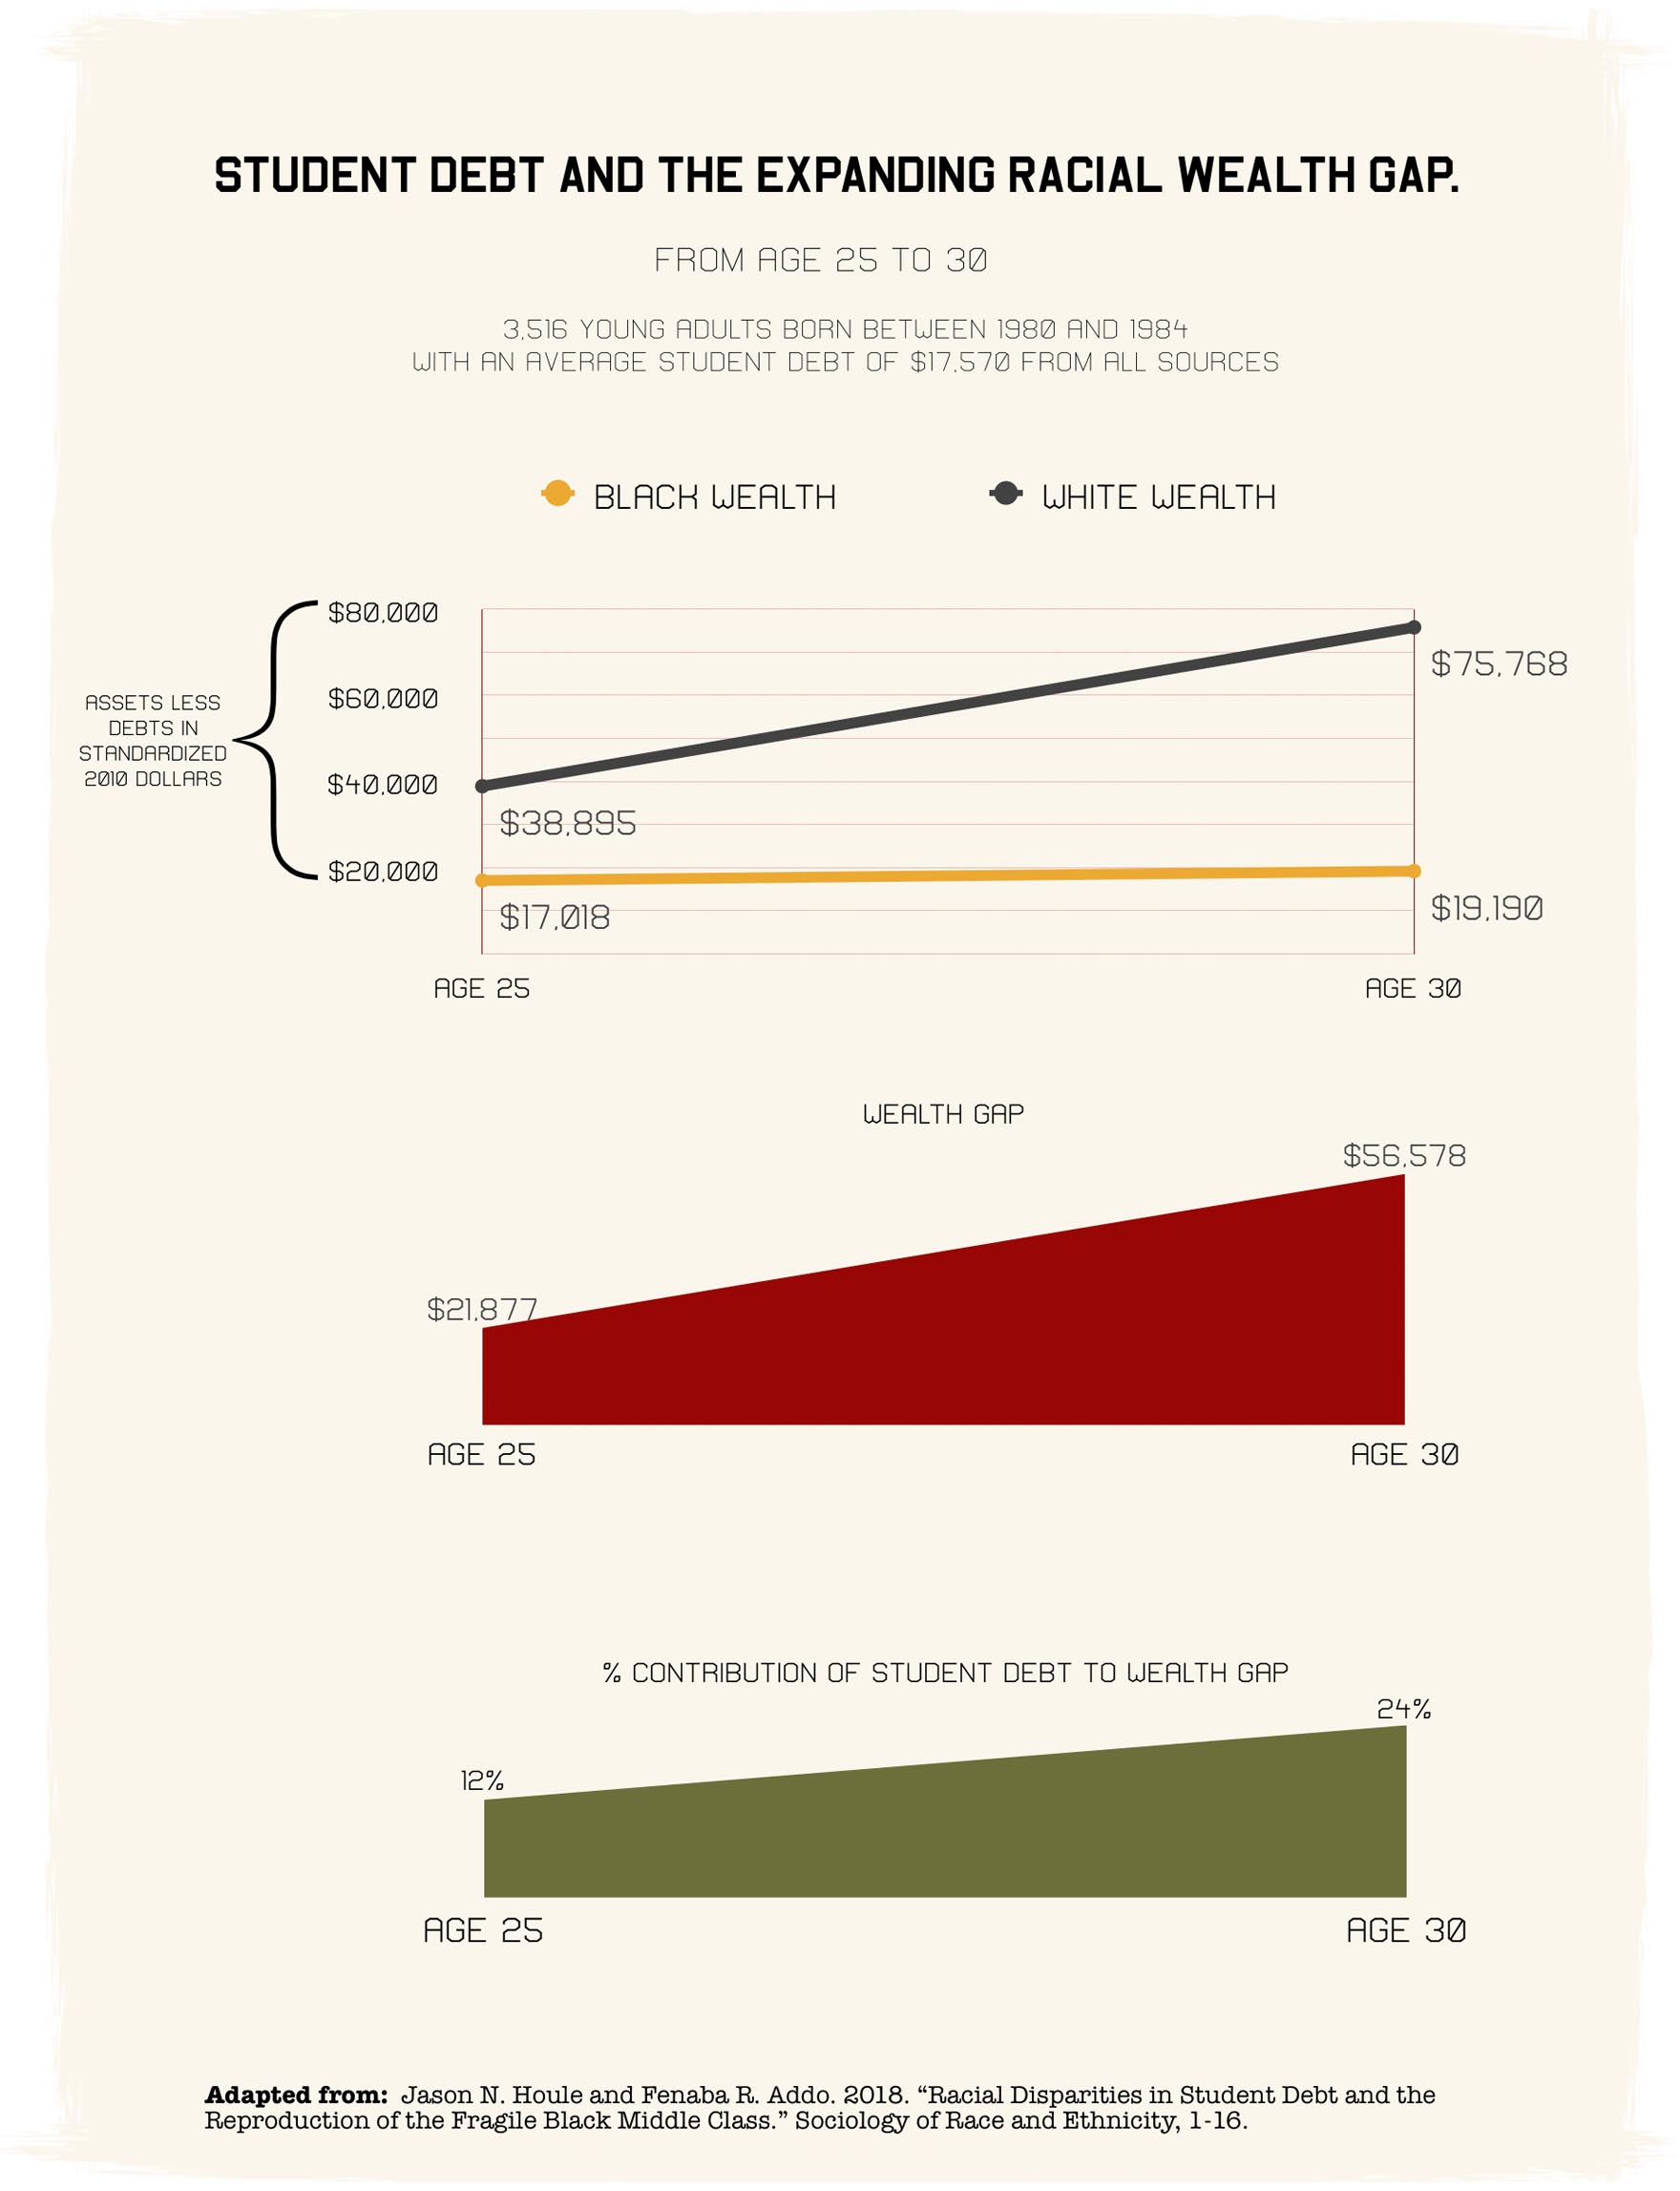 STUDENT DEBT AND THE EXPANDING RACIAL WEALTH GAP.
FROM AGE 25 TO 30
3,516 YOUNG ADULTS BORN BETWEEN 1980 AND 1984
WITH AN AVERAGE STUDENT DEBT OF $17,570 FROM ALL SOURCES
BLACK WEALTH
WHITE WEALTH
ASSETS LESS
DEBTS IN
STANDARDIZED
2010 DOLLARS
$80,000
$60,000
$40,000
$20,000
$75,768
$38,895
$17,018
$19,190
AGE 25
AGE 30
WEALTH GAP
$56,578
$21,877
AGE 25
AGE 30
% CONTRIBUTION OF STUDENT DEBT TO WEALTH GAP
24%
12%
AGE 25
AGE 30
Adapted from: Jason N. Houle and Fenaba R. Addo. 2018. “Racial Disparities in Student Debt and the
Reproduction of the Fragile Black Middle Class.” Sociology of Race and Ethnicity, 1-16.